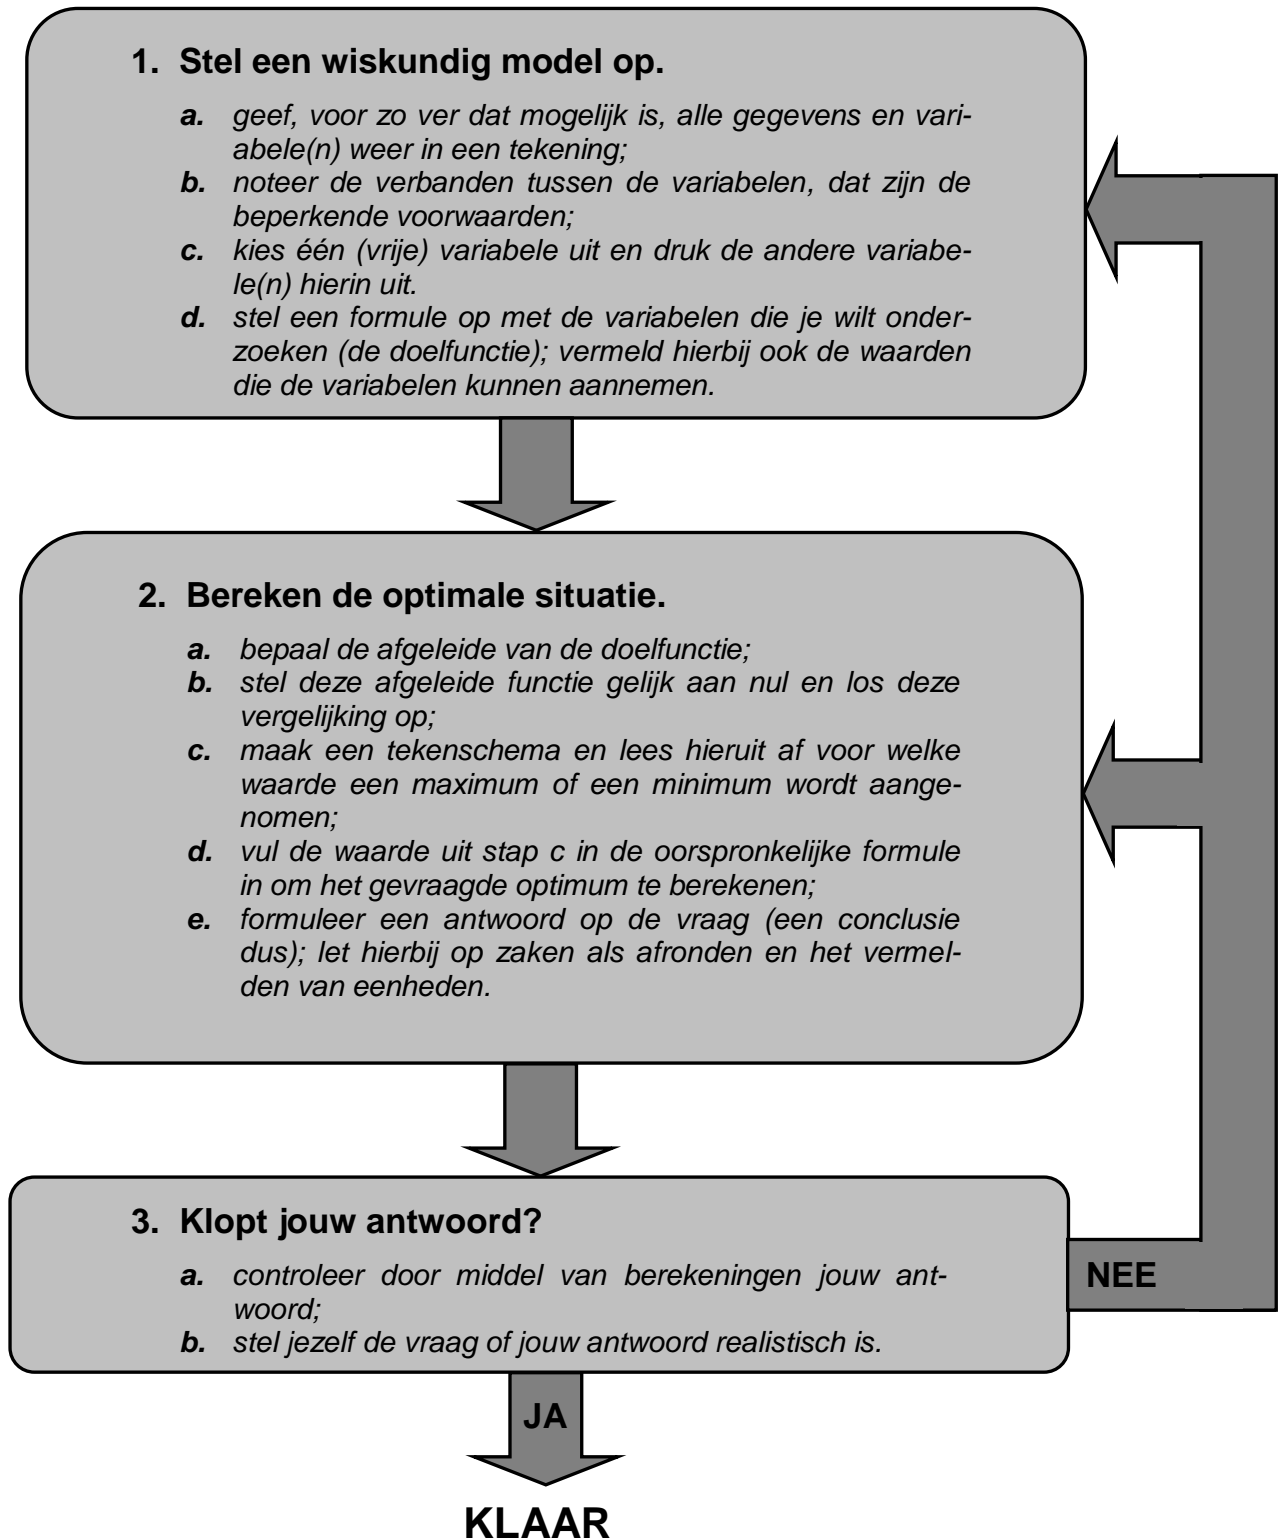 1. Stel een wiskundig model op.
a. geef, voor zo ver dat mogelijk is, alle gegevens en vari-
abele(n) weer in een tekening;
b. noteer de verbanden tussen de variabelen, dat zijn de
beperkende voorwaarden;
c. kies één (vrije) variabele uit en druk de andere variabe-
le(n) hierin uit.
d. stel een formule op met de variabelen die je wilt onder-
zoeken (de doelfunctie); vermeld hierbij ook de waarden
die de variabelen kunnen aannemen.
2. Bereken de optimale situatie.
a. bepaal de afgeleide van de doelfunctie;
b. stel deze afgeleide functie gelijk aan nul en los deze
vergelijking op;
c. maak een tekenschema en lees hieruit af voor welke
waarde een maximum of een minimum wordt aange-
nomen;
d. vul de waarde uit stap c in de oorspronkelijke formule
in om het gevraagde optimum te berekenen;
e. formuleer een antwoord op de vraag (een conclusie
dus); let hierbij op zaken als afronden en het vermel-
den van eenheden.
3. Klopt jouw antwoord?
a. controleer door middel van berekeningen jouw ant-
woord;
b. stel jezelf de vraag of jouw antwoord realistisch is.
NEE
JA
KLAAR